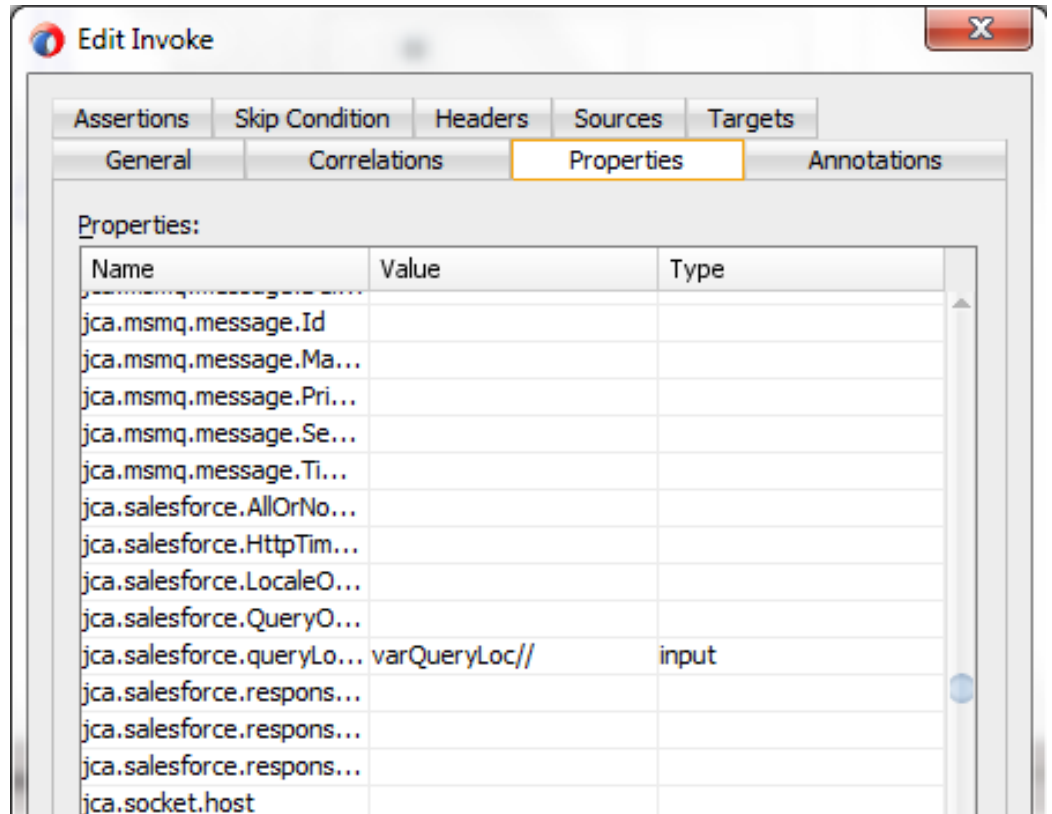 Edit Invoke
Assertions Skip Condition Headers Sources Targets
General Correlations Properties Annotations
Properties:
Name Value Type
jca.msmq.message.Id
jca.msmq.message.Ma...
jca.msmq.message.Pri...
jca.msmq.message.Se...
jca.msmq.message.Ti...
jca.salesforce.AllOrNo...
jca.salesforce.HttpTim...
jca.salesforce.LocaleO...
jca.salesforce.QueryO...
jca.salesforce.queryLo... varQueryLoc// input
jca.salesforce.respons...
jca.salesforce.respons...
jca.salesforce.respons...
jca.socket.host